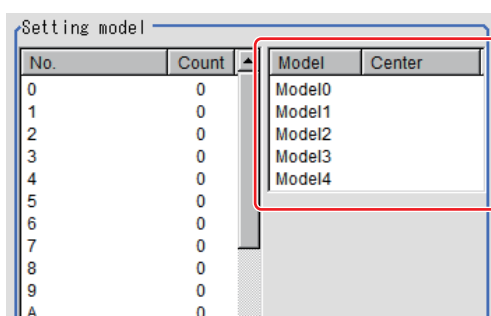 Setting model
No. Count Model Center
0 0 Model0
1 0 Model1
2 0 Model2
3 0 Model3
4 0 Model4
5 0
6 0
7 0
8 0
9 0
A 0